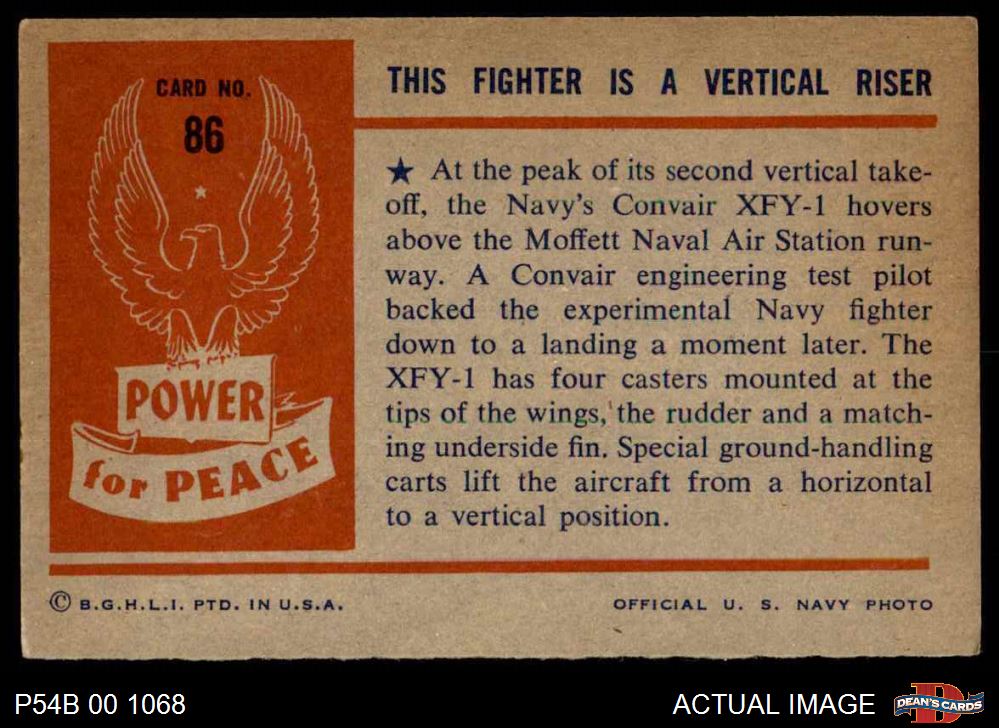 CARD NO.
86
POWER
for PEACE
THIS FIGHTER IS A VERTICAL RISER
★ At the peak of its second vertical take-
off, the Navy's Convair XFY-1 hovers
above the Moffett Naval Air Station run-
way. A Convair engineering test pilot
backed the experimental Navy fighter
down to a landing a moment later. The
XFY-1 has four casters mounted at the
tips of the wings, the rudder and a match-
ing underside fin. Special ground-handling
carts lift the aircraft from a horizontal
to a vertical position.
© B.G.H.L.I. PTD. IN U.S.A.
OFFICIAL U. S. NAVY PHOTO
P54B 00 1068
ACTUAL IMAGE
D
DEAN'S CARDS